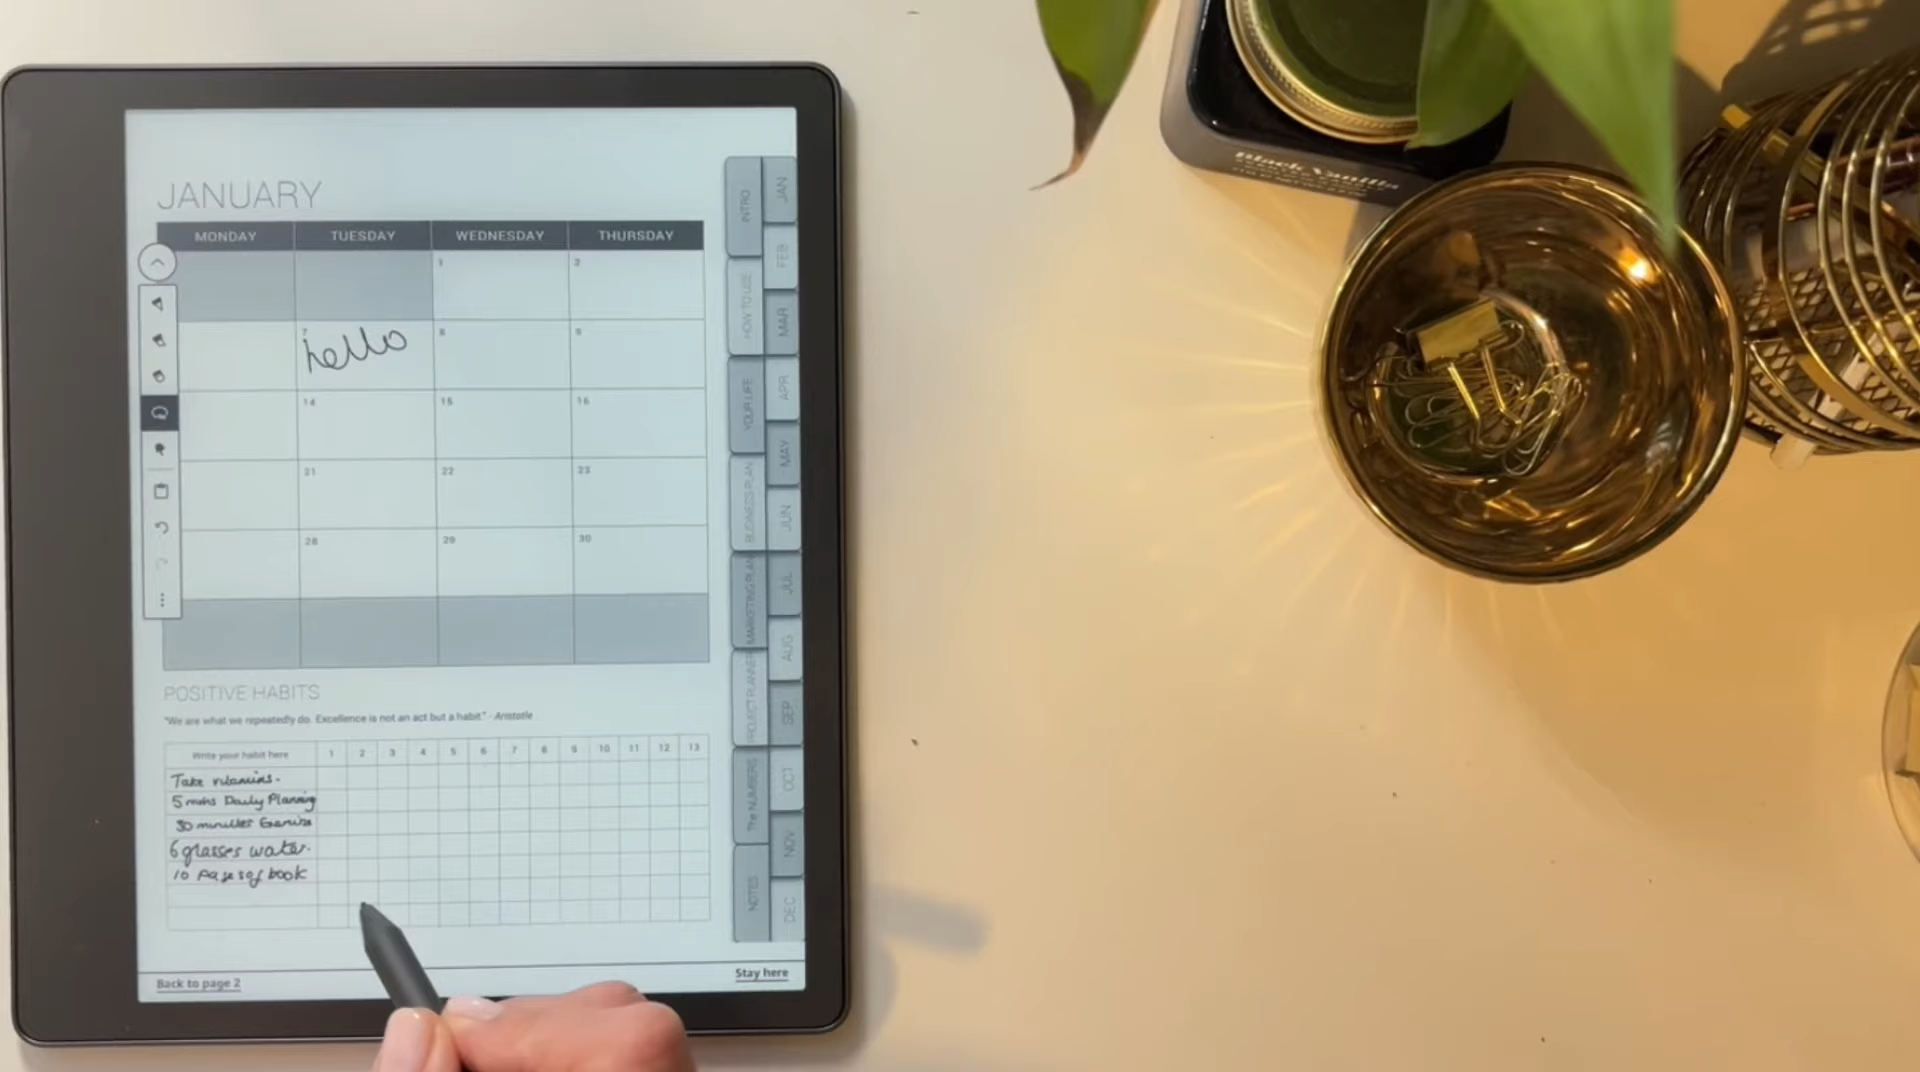 JANUARY
MONDAY TUESDAY WEDNESDAY THURSDAY
1 2
7 8 9
hello
14 15 16
21 22 23
28 29 30
POSITIVE HABITS
"We are what we repeatedly do. Excellence is not an act but a habit." - Aristotle
Write your habit here 1 2 3 4 5 6 7 8 9 10 11 12 13
Take vitamins.
5 mins Daily Planning
30 minutes Exercise
6 glasses water.
10 Pages of book
Back to page 2
Stay here
INTRO
HOW TO USE
YOUR LIFE
BUSINESS PLAN
MARKETING PLAN
PROJECT PLANNER
The NUMBERS
NOTES
JAN
FEB
MAR
APR
MAY
JUN
JUL
AUG
SEP
OCT
NOV
DEC
Black Vanilla